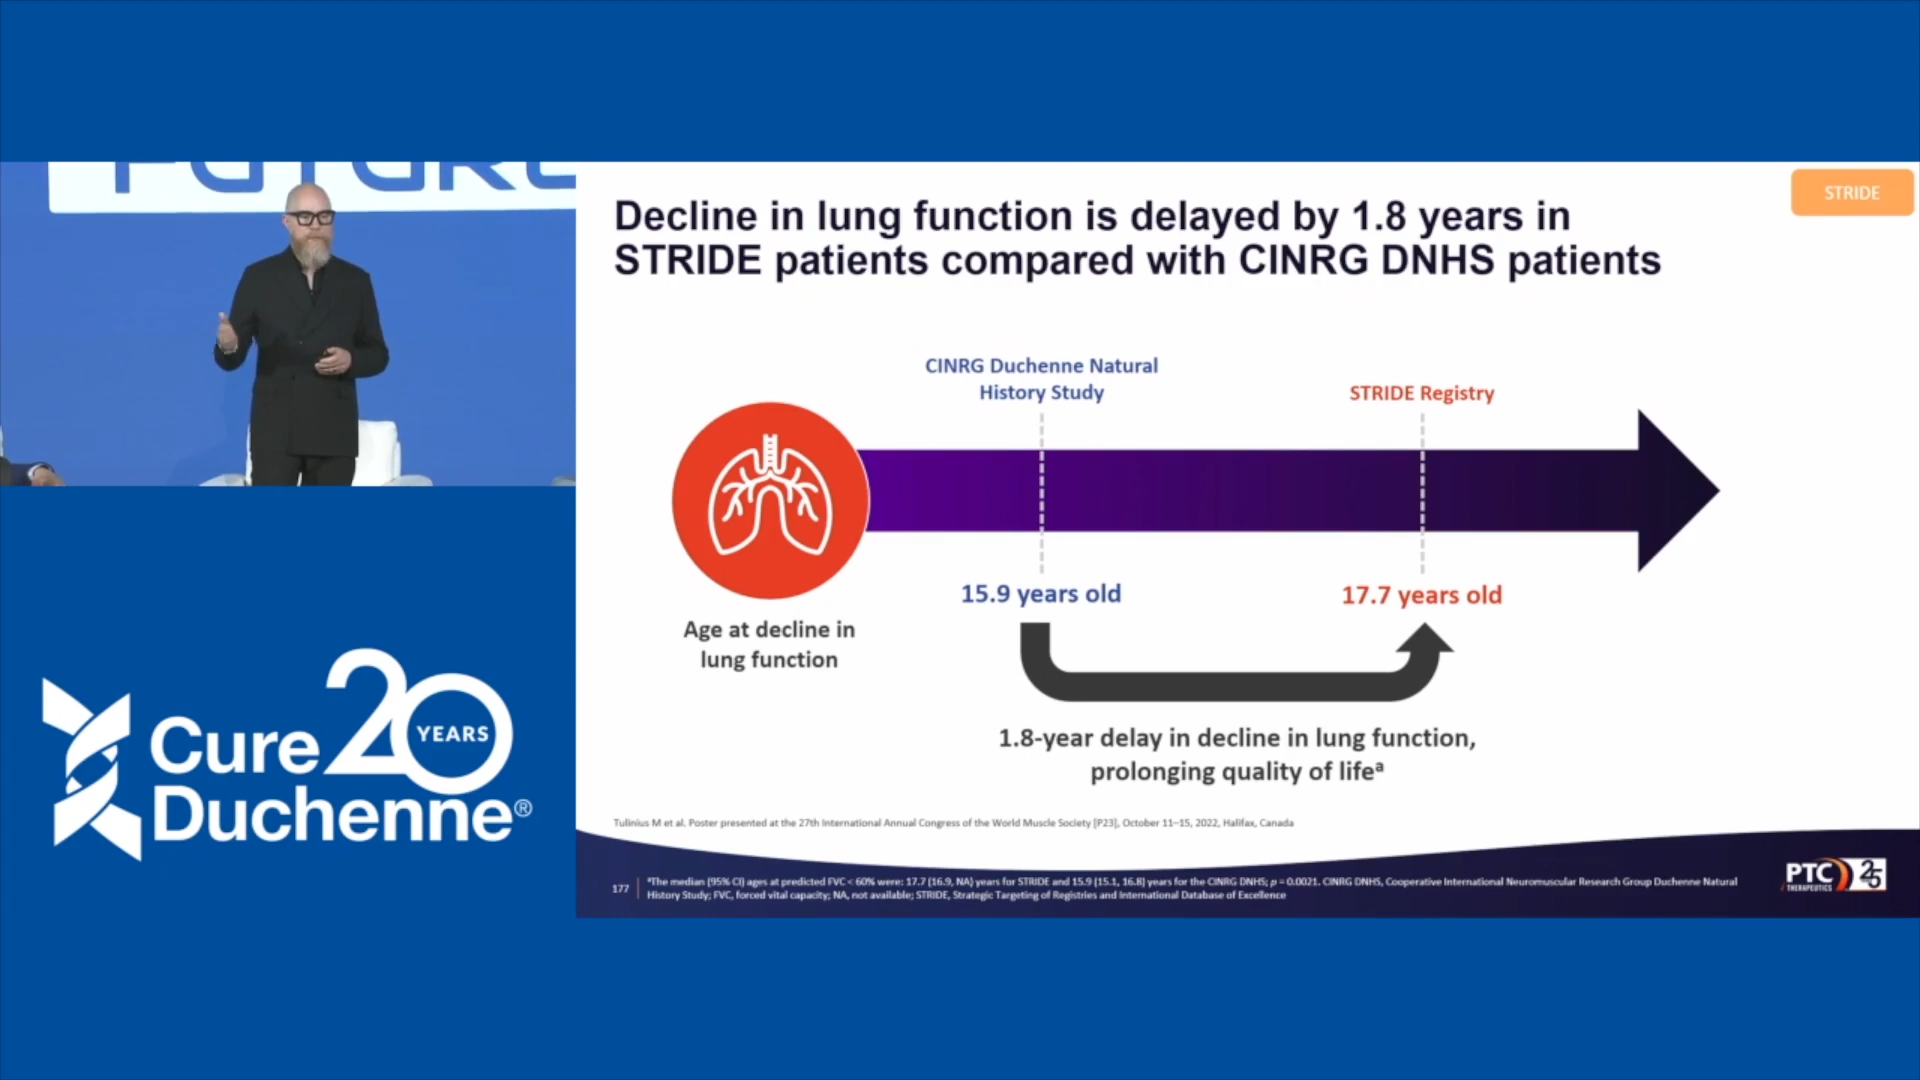 FUTURE
STRIDE
Decline in lung function is delayed by 1.8 years in
STRIDE patients compared with CINRG DNHS patients
CINRG Duchenne Natural
History Study
STRIDE Registry
15.9 years old
17.7 years old
Age at decline in
lung function
1.8-year delay in decline in lung function,
prolonging quality of lifeᵃ
Tulinius M et al. Poster presented at the 27th International Annual Congress of the World Muscle Society [P23], October 11–15, 2022, Halifax, Canada
177
ᵃThe median (95% CI) ages at predicted FVC < 60% were: 17.7 (16.9, NA) years for STRIDE and 15.9 (15.1, 16.8) years for the CINRG DNHS; p = 0.0021. CINRG DNHS, Cooperative International Neuromuscular Research Group Duchenne Natural
History Study; FVC, forced vital capacity; NA, not available; STRIDE, Strategic Targeting of Registries and International Database of Excellence
PTC 25
THERAPEUTICS
20
YEARS
Cure
Duchenne®